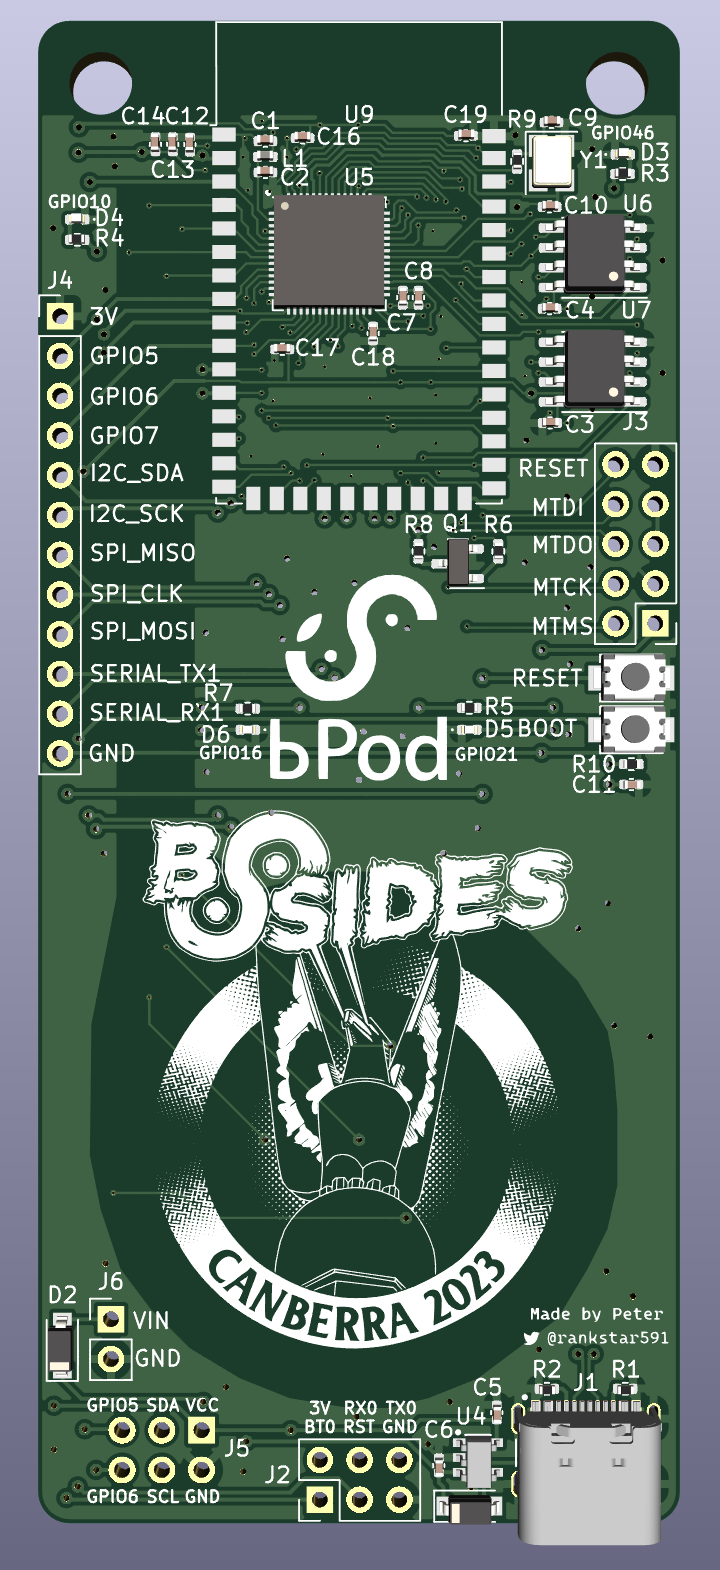 U9
C14 C12
C1
C16
C19
R9
C9
GPIO46
C13
L1
C2
U5
Y1
D3
R3
GPIO10
D4
R4
C10
U6
J4
C8
C7
C4
U7
3V
C17
C18
GPIO5
GPIO6
C3
J3
GPIO7
I2C_SDA
RESET
I2C_SCK
MTDI
R8 Q1 R6
SPI_MISO
MTDO
SPI_CLK
MTCK
SPI_MOSI
MTMS
SERIAL_TX1
RESET
R7
SERIAL_RX1
R5
D6
D5
BOOT
GPIO16
bPod
GPIO21
GND
R10
C11
BSIDES
CANBERRA 2023
J6
D2
VIN
GND
Made by Peter
@rankstar591
R2 J1 R1
C5
GPIO5 SDA VCC
3V RX0 TX0
BT0 RST GND
U4
C6
J5
J2
GPIO6 SCL GND